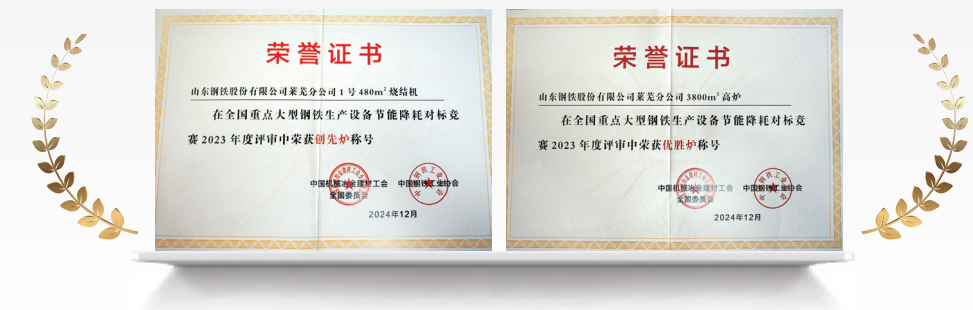 荣誉证书
山东钢铁股份有限公司莱芜分公司1号480m²烧结机
在全国重点大型钢铁生产设备节能降耗对标竞
赛2023年度评审中荣获创先炉称号
中国机械冶金建材工会
全国委员会
中国钢铁工业协会
2024年12月
荣誉证书
山东钢铁股份有限公司莱芜分公司3800m³高炉
在全国重点大型钢铁生产设备节能降耗对标竞
赛2023年度评审中荣获优胜炉称号
中国机械冶金建材工会
全国委员会
中国钢铁工业协会
2024年12月